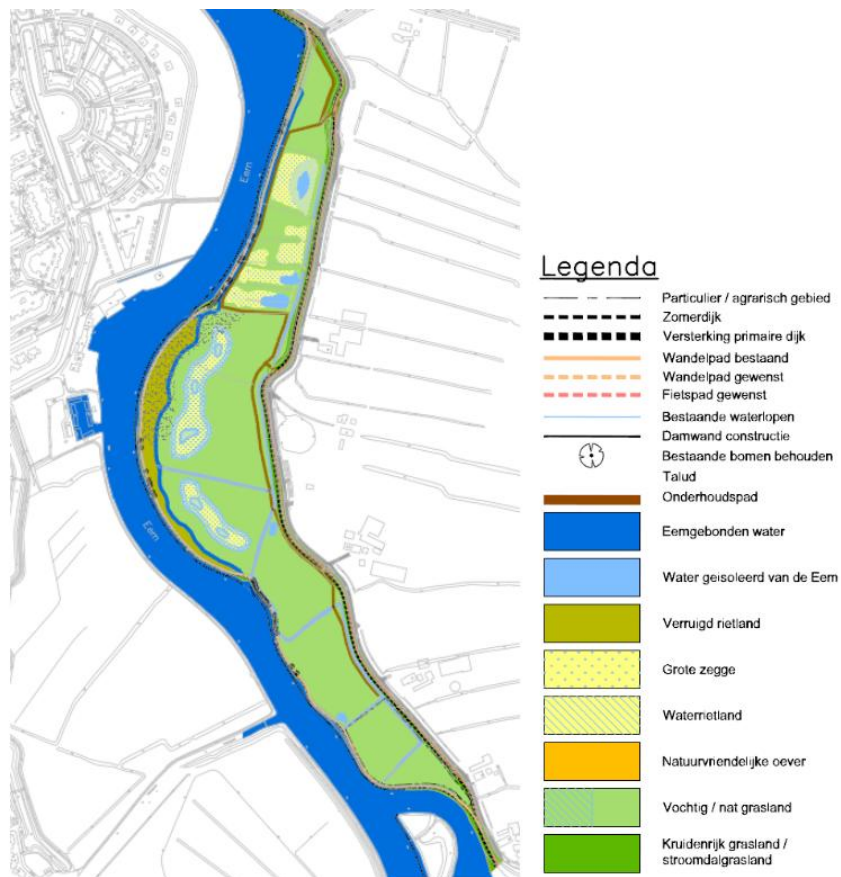 Eem
Eem
Legenda
Particulier / agrarisch gebied
Zomerdijk
Versterking primaire dijk
Wandelpad bestaand
Wandelpad gewenst
Fietspad gewenst
Bestaande waterlopen
Damwand constructie
Bestaande bomen behouden
Talud
Onderhoudspad
Eemgebonden water
Water geisoleerd van de Eem
Verruigd rietland
Grote zegge
Waterrietland
Natuurvriendelijke oever
Vochtig / nat grasland
Kruidenrijk grasland /
stroomdalgrasland